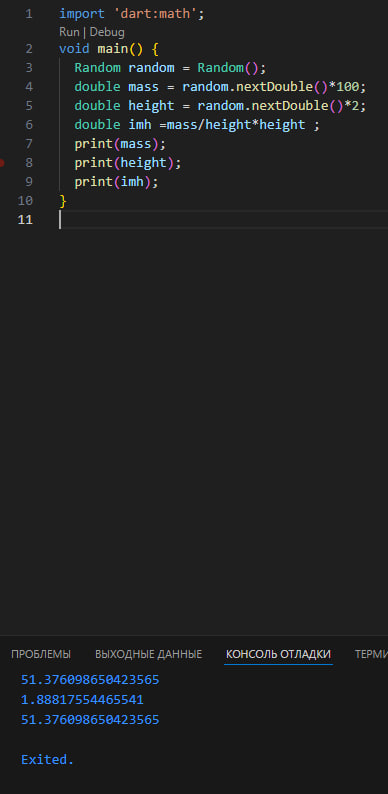 1 import 'dart:math';
Run | Debug
2 void main() {
3 Random random = Random();
4 double mass = random.nextDouble()*100;
5 double height = random.nextDouble()*2;
6 double imh =mass/height*height ;
7 print(mass);
8 print(height);
9 print(imh);
10 }
11
ПРОБЛЕМЫ ВЫХОДНЫЕ ДАННЫЕ КОНСОЛЬ ОТЛАДКИ ТЕРМИ
51.376098650423565
1.88817554465541
51.376098650423565
Exited.